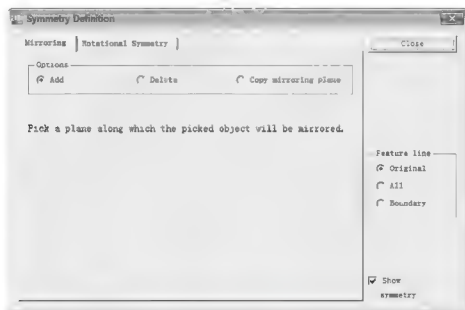 Symmetry Definition
Mirroring
Rotational Symmetry
Close
Options
Add
Delete
Copy mirroring plane
Pick a plane along which the picked object will be mirrored.
Feature line
Original
All
Boundary
Show
symmetry